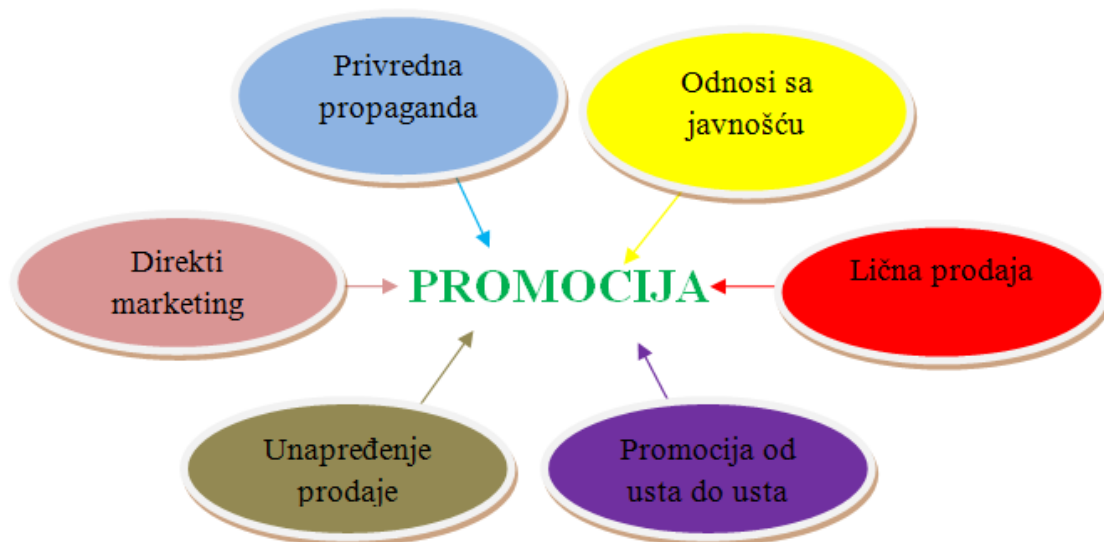 Privredna
propaganda
Odnosi sa
javnošću
Direkti
marketing
PROMOCIJA
Lična prodaja
Unapređenje
prodaje
Promocija od
usta do usta